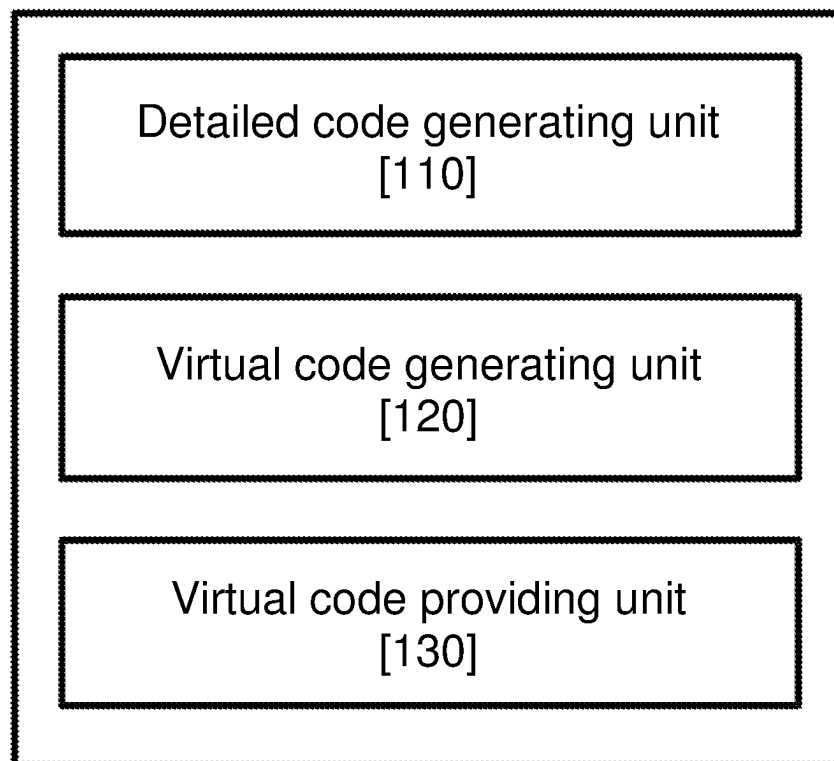 Detailed code generating unit
[110]
Virtual code generating unit
[120]
Virtual code providing unit
[130]